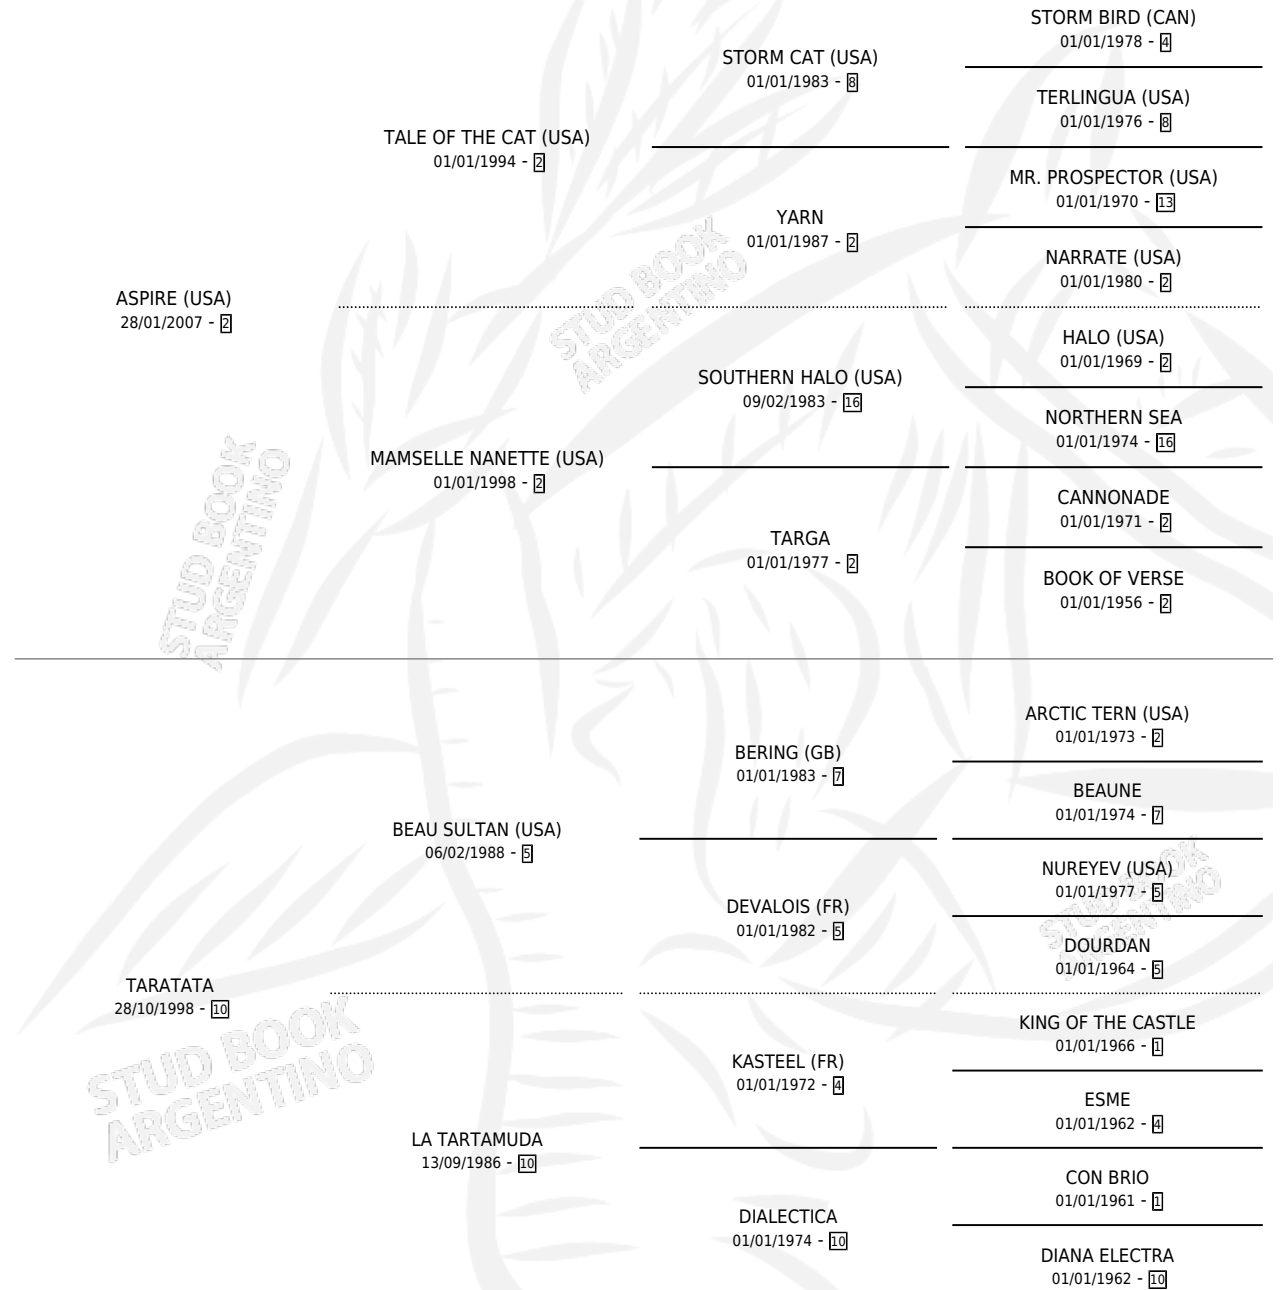 STORM BIRD (CAN)
01/01/1978 - 4
STORM CAT (USA)
01/01/1983 - 8
TERLINGUA (USA)
01/01/1976 - 8
TALE OF THE CAT (USA)
01/01/1994 - 2
MR. PROSPECTOR (USA)
01/01/1970 - 13
YARN
01/01/1987 - 2
NARRATE (USA)
01/01/1980 - 2
ASPIRE (USA)
28/01/2007 - 2
HALO (USA)
01/01/1969 - 2
SOUTHERN HALO (USA)
09/02/1983 - 16
NORTHERN SEA
01/01/1974 - 16
MAMSELLE NANETTE (USA)
01/01/1998 - 2
CANNONADE
01/01/1971 - 2
TARGA
01/01/1977 - 2
BOOK OF VERSE
01/01/1956 - 2
STUD BOOK
ARGENTINO
STUD BOOK
ARGENTINO
ARCTIC TERN (USA)
01/01/1973 - 2
BERING (GB)
01/01/1983 - 7
BEAUNE
01/01/1974 - 7
BEAU SULTAN (USA)
06/02/1988 - 5
NUREYEV (USA)
01/01/1977 - 5
DEVALOIS (FR)
01/01/1982 - 5
DOURDAN
01/01/1964 - 5
STUD BOOK
ARGENTINO
TARATATA
28/10/1998 - 10
KING OF THE CASTLE
01/01/1966 - 1
KASTEEL (FR)
01/01/1972 - 4
ESME
01/01/1962 - 4
LA TARTAMUDA
13/09/1986 - 10
CON BRIO
01/01/1961 - 1
DIALECTICA
01/01/1974 - 10
DIANA ELECTRA
01/01/1962 - 10
STUD BOOK
ARGENTINO